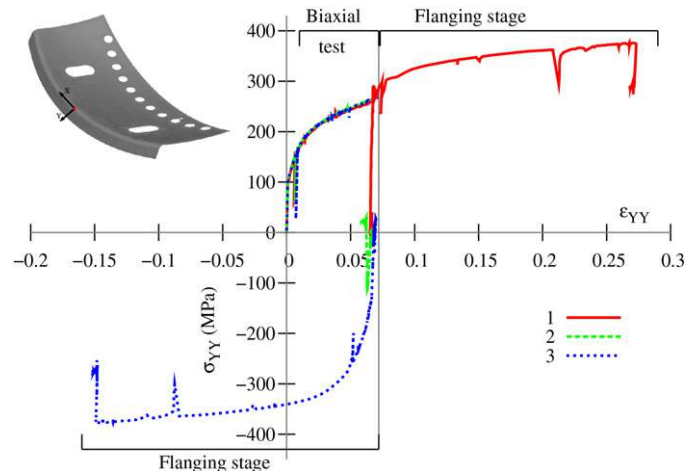 400 Biaxial Flanging stage
test
300
200
100
0
ε_YY
−0.2 −0.15 −0.1 −0.05 0 0.05 0.1 0.15 0.2 0.25 0.3
−100
−200
−300
−400
σ_YY (MPa)
1
2
3
Flanging stage
X
Y